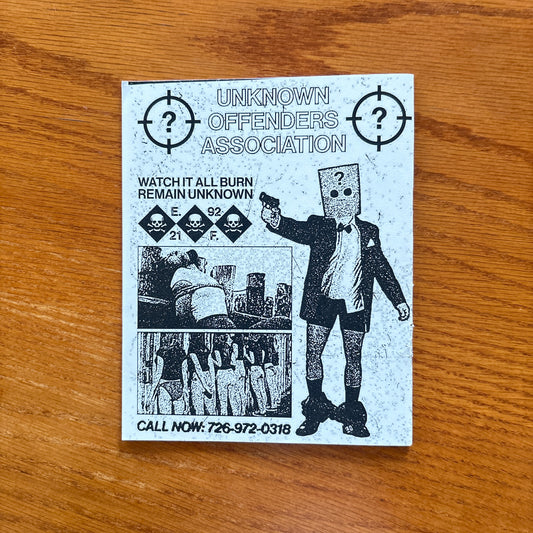 UNKNOWN
OFFENDERS
ASSOCIATION
?
?
WATCH IT ALL BURN
REMAIN UNKNOWN
E. 92
21 F.
?
CALL NOW: 726-972-0318